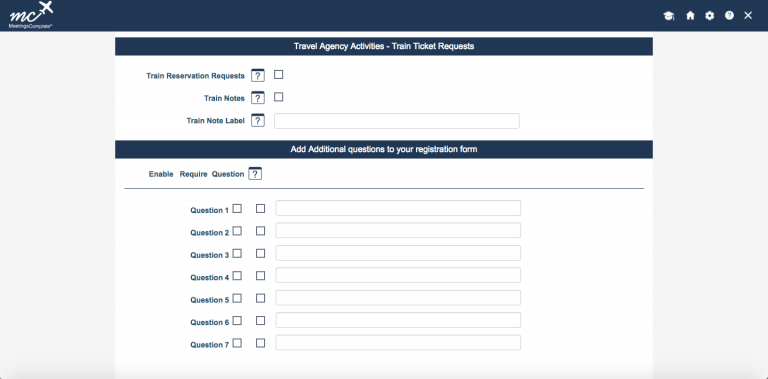 mc
MeetingsComplete®
?
Travel Agency Activities - Train Ticket Requests
Train Reservation Requests ?
Train Notes ?
Train Note Label ?
Add Additional questions to your registration form
Enable Require Question ?
Question 1
Question 2
Question 3
Question 4
Question 5
Question 6
Question 7